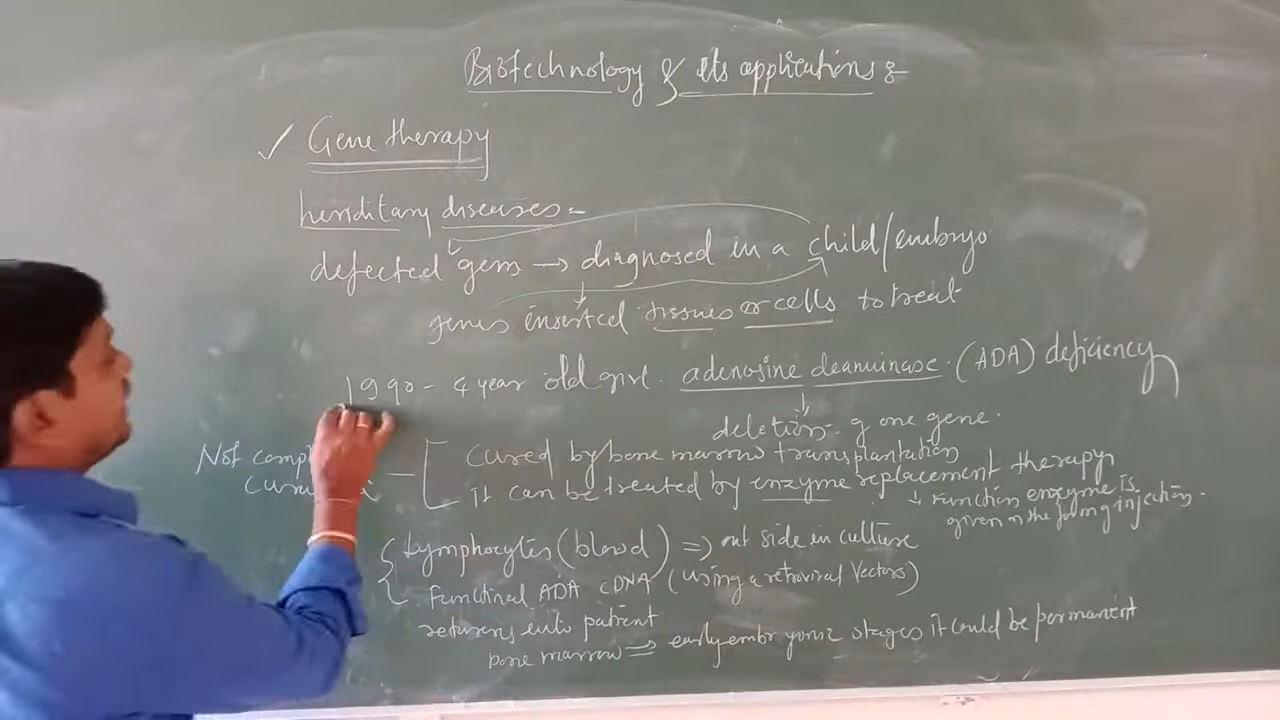 Biotechnology & its applications :-
✓ Gene therapy
hereditary diseases -
defected gens → diagnosed in a child/embryo
genes inserted tissues or cells to treat
1990 - 4 year old girl. adenosine deaminase. (ADA) deficiency
↓
deletion of one gene.
cured by bone marrow transplantation
it can be treated by enzyme replacement therapy
↓ Function enzyme is
given in the form of injection.
Not
Lymphocytes (blood) ⇒ out side in culture
Functinal ADA cDNA (using a retroviral Vectors)
returens into patient
bone marrow ⇒ early embryonic stages it could be permanent